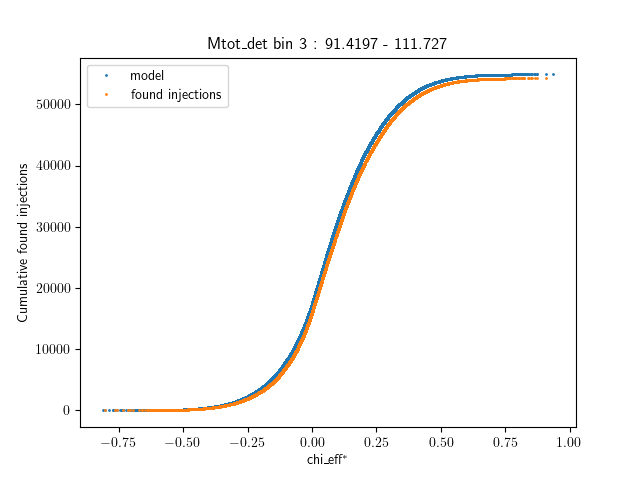 Mtot_det bin 3 : 91.4197 - 111.727
model
found injections
Cumulative found injections
50000
40000
30000
20000
10000
0
−0.75 −0.50 −0.25 0.00 0.25 0.50 0.75 1.00
chi_eff*